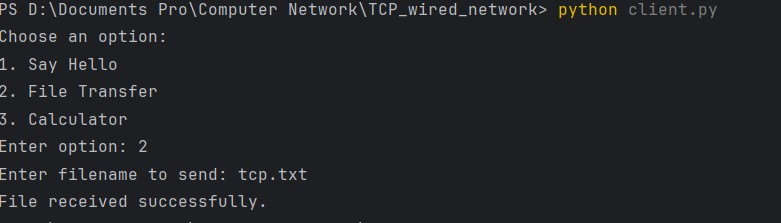 PS D:\Documents Pro\Computer Network\TCP_wired_network> python client.py
Choose an option:
1. Say Hello
2. File Transfer
3. Calculator
Enter option: 2
Enter filename to send: tcp.txt
File received successfully.